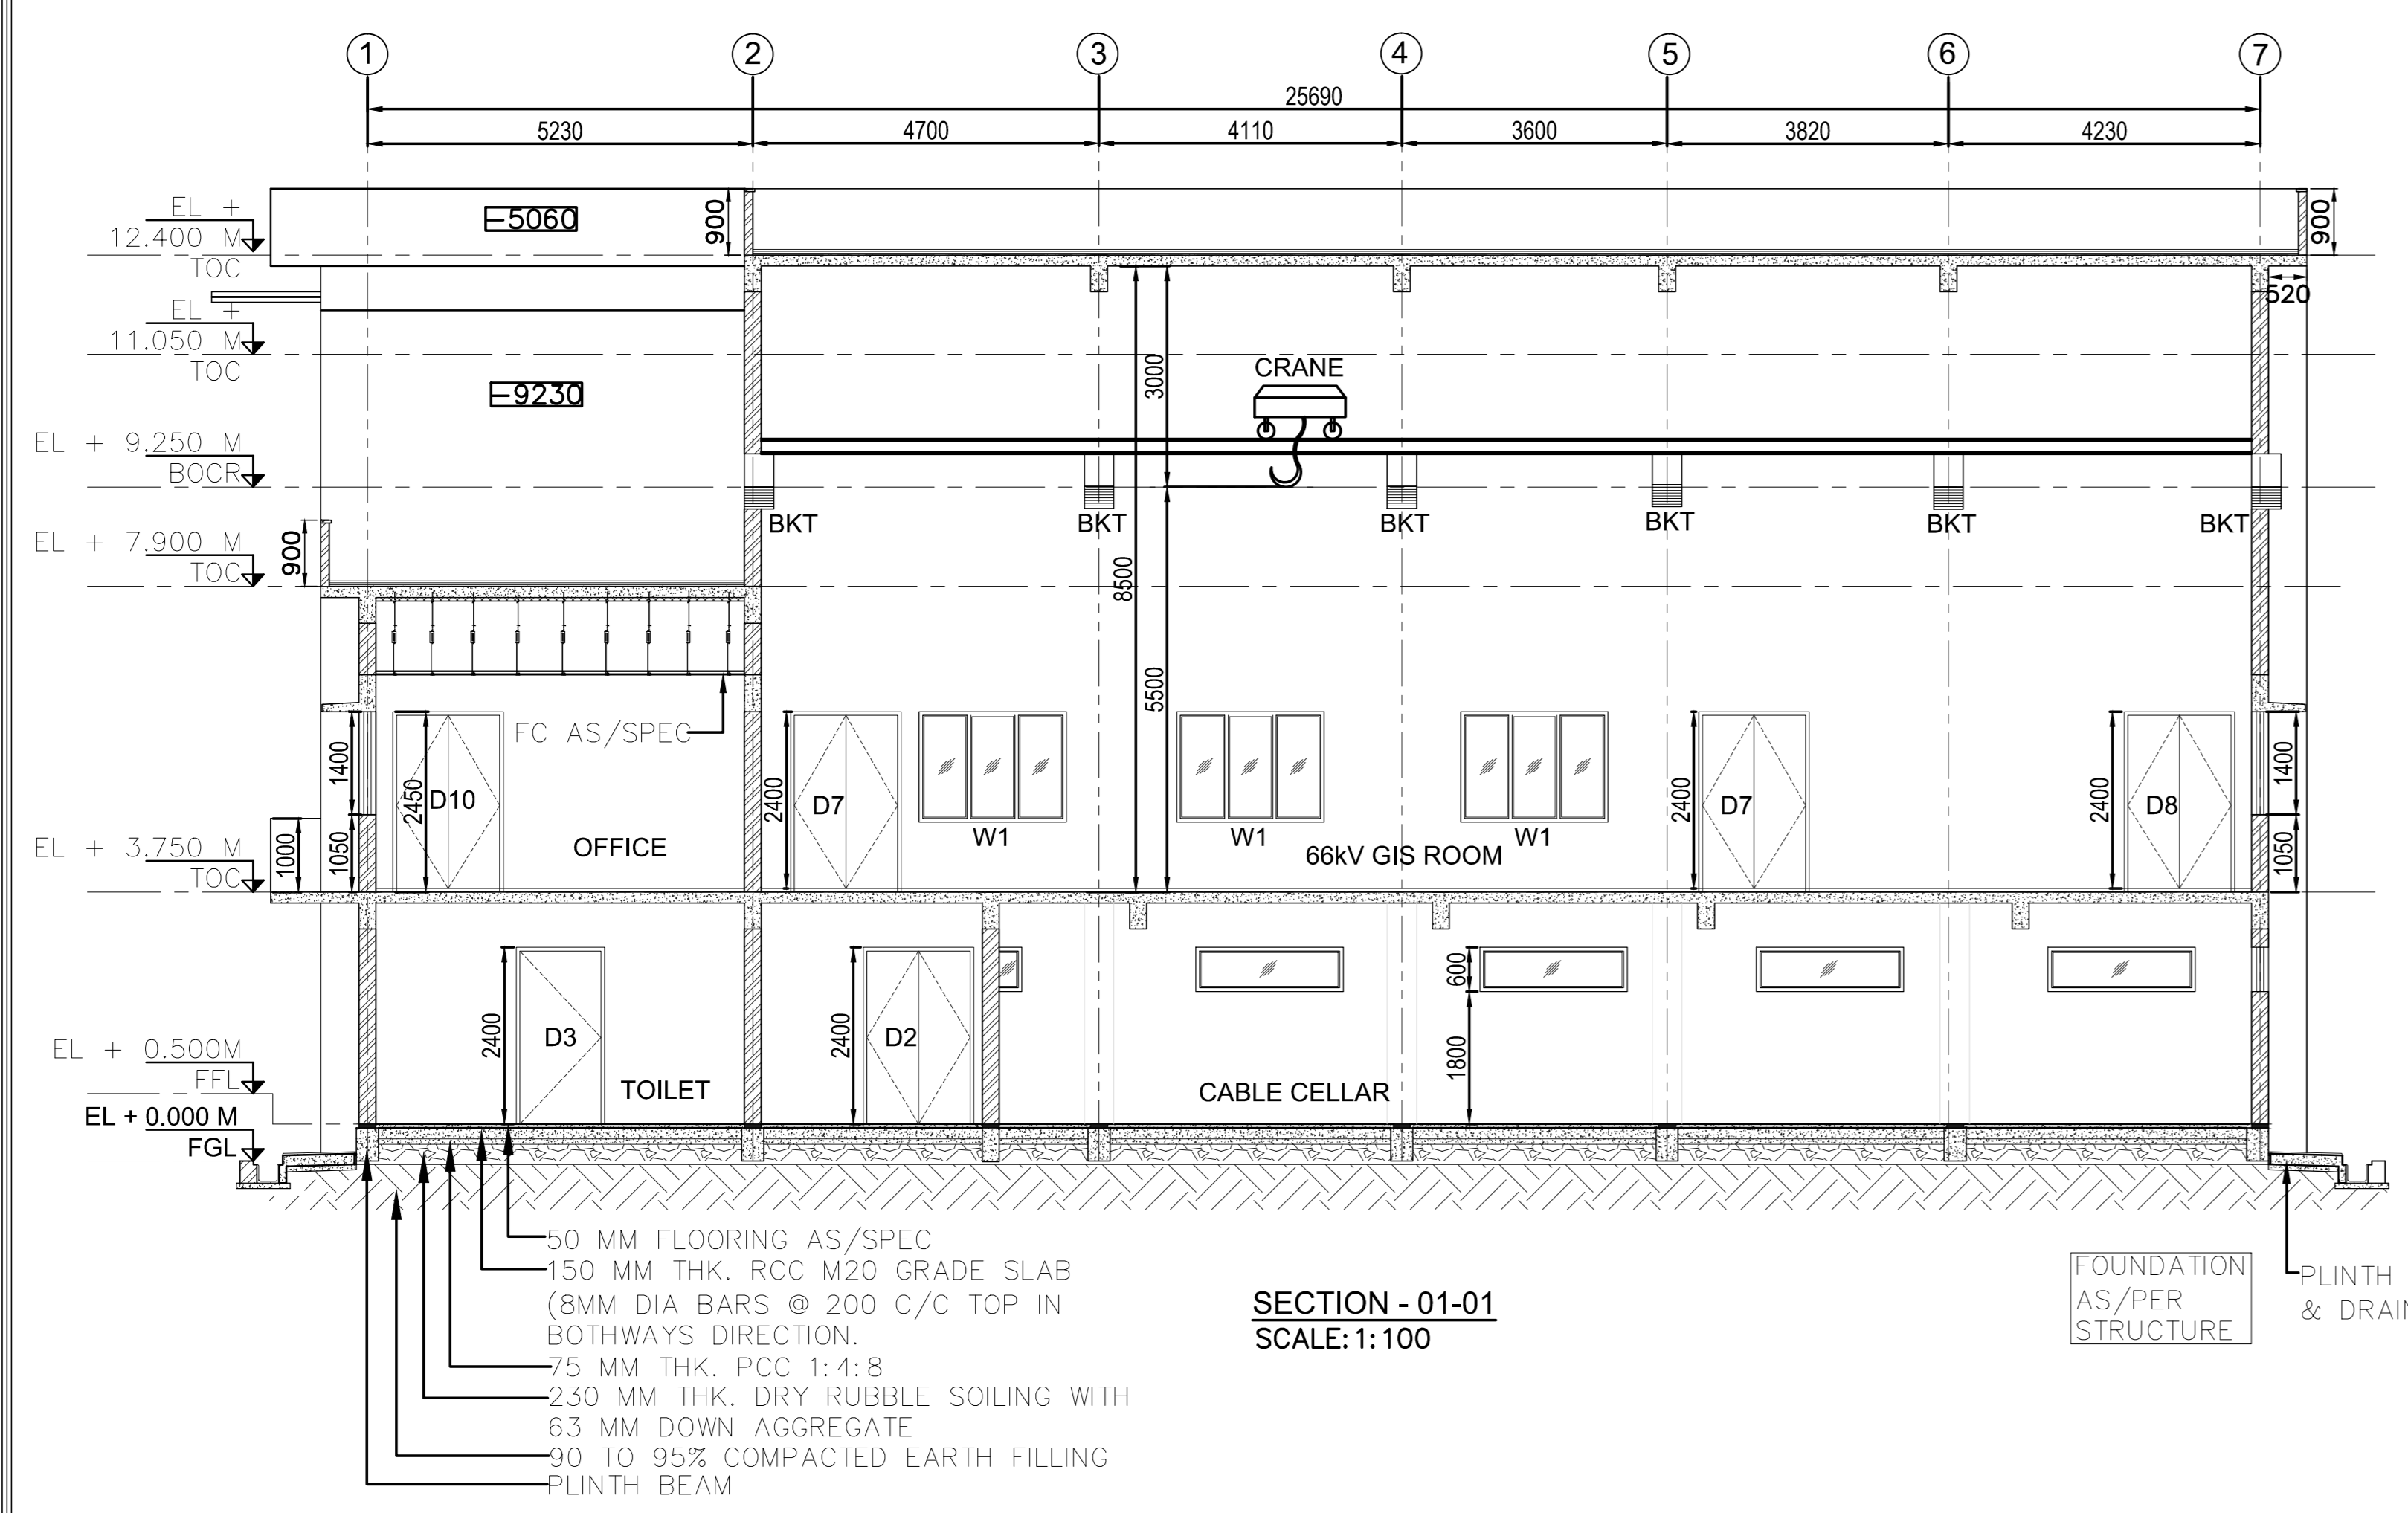 1
2
3
4
5
6
7
25690
5230
4700
4110
3600
3820
4230
EL +
12.400 M
TOC
-5060
900
900
520
EL +
11.050 M
TOC
-9230
3000
CRANE
EL + 9.250 M
BOCR
BKT
BKT
BKT
BKT
BKT
BKT
EL + 7.900 M
TOC
900
8500
5500
FC AS/SPEC
1400
2450
D10
2400
D7
W1
W1
W1
2400
D7
2400
D8
1400
1000
1050
OFFICE
66kV GIS ROOM
1050
EL + 3.750 M
TOC
2400
D3
TOILET
2400
D2
CABLE CELLAR
600
1800
EL + 0.500M
FFL
EL + 0.000 M
FGL
50 MM FLOORING AS/SPEC
150 MM THK. RCC M20 GRADE SLAB
(8MM DIA BARS @ 200 C/C TOP IN
BOTHWAYS DIRECTION.
75 MM THK. PCC 1:4:8
230 MM THK. DRY RUBBLE SOILING WITH
63 MM DOWN AGGREGATE
90 TO 95% COMPACTED EARTH FILLING
PLINTH BEAM
SECTION - 01-01
SCALE:1:100
FOUNDATION
AS/PER
STRUCTURE
PLINTH
& DRAIN